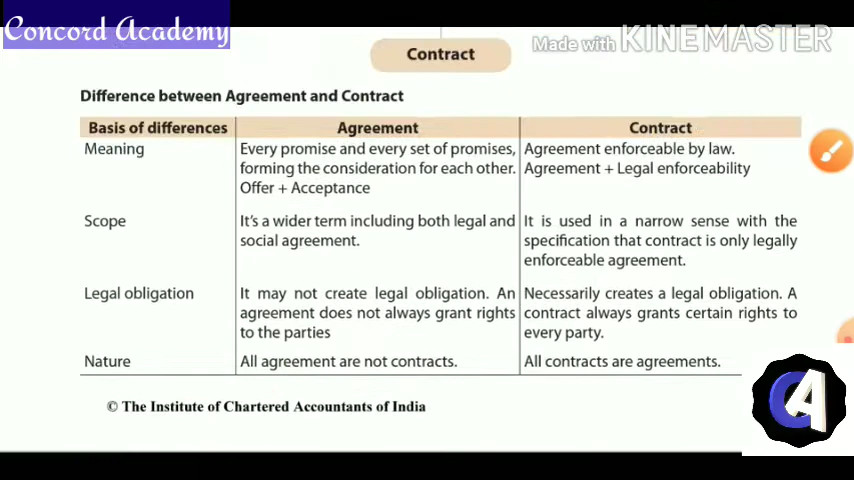 Concord Academy
Made with KINEMASTER
Contract
Difference between Agreement and Contract
Basis of differences Agreement Contract
Meaning Every promise and every set of promises, Agreement enforceable by law.
forming the consideration for each other. Agreement + Legal enforceability
Offer + Acceptance
Scope It's a wider term including both legal and It is used in a narrow sense with the
social agreement. specification that contract is only legally
enforceable agreement.
Legal obligation It may not create legal obligation. An Necessarily creates a legal obligation. A
agreement does not always grant rights contract always grants certain rights to
to the parties every party.
Nature All agreement are not contracts. All contracts are agreements.
© The Institute of Chartered Accountants of India
CA